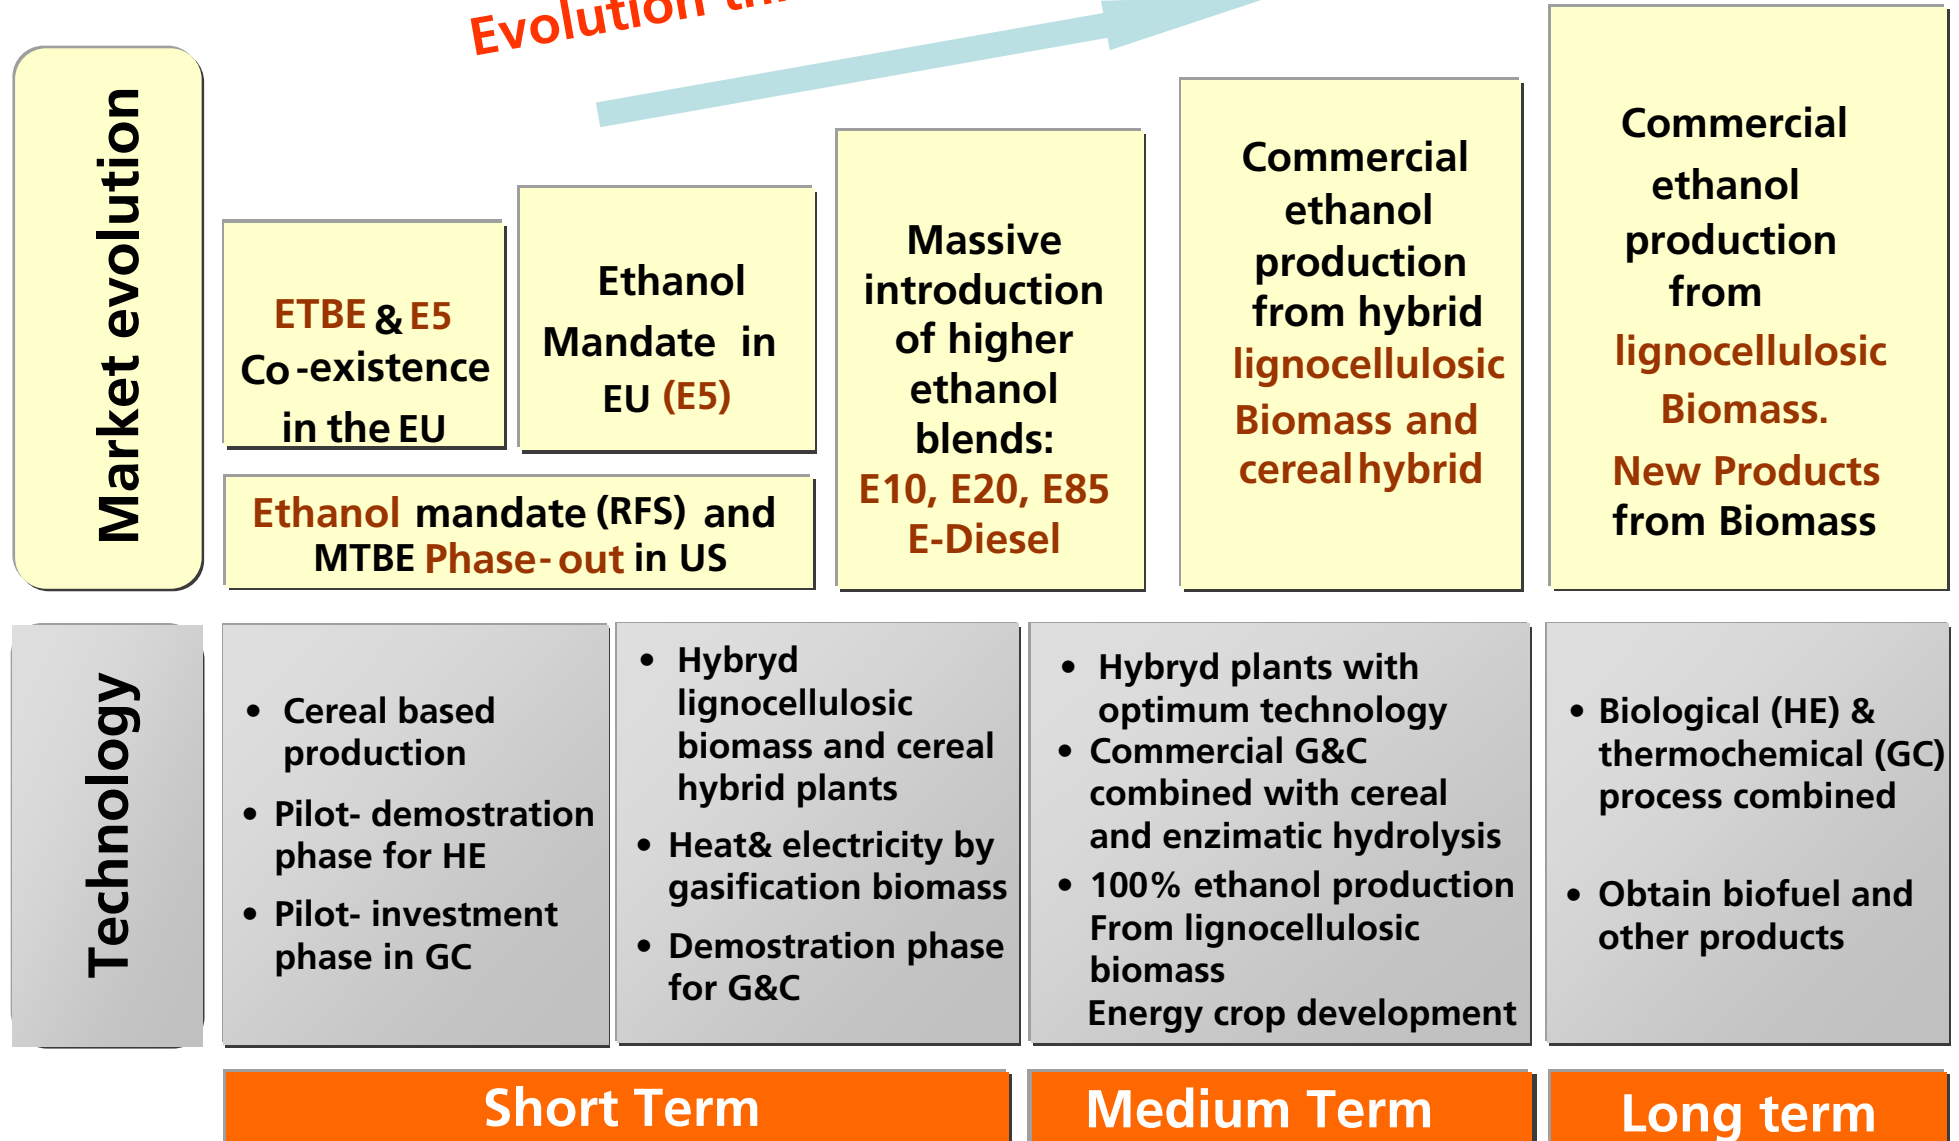 Evolution
Market evolution
ETBE & E5
Co-existence
in the EU
Ethanol
Mandate in
EU (E5)
Ethanol mandate (RFS) and
MTBE Phase-out in US
Massive
introduction
of higher
ethanol
blends:
E10, E20, E85
E-Diesel
Commercial
ethanol
production
from hybrid
lignocellulosic
Biomass and
cereal hybrid
Commercial
ethanol
production
from
lignocellulosic
Biomass.
New Products
from Biomass
Technology
• Cereal based
production
• Pilot- demostration
phase for HE
• Pilot- investment
phase in GC
• Hybryd
lignocellulosic
biomass and cereal
hybrid plants
• Heat& electricity by
gasification biomass
• Demostration phase
for G&C
• Hybryd plants with
optimum technology
• Commercial G&C
combined with cereal
and enzimatic hydrolysis
• 100% ethanol production
From lignocellulosic
biomass
Energy crop development
• Biological (HE) &
thermochemical (GC)
process combined
• Obtain biofuel and
other products
Short Term
Medium Term
Long term